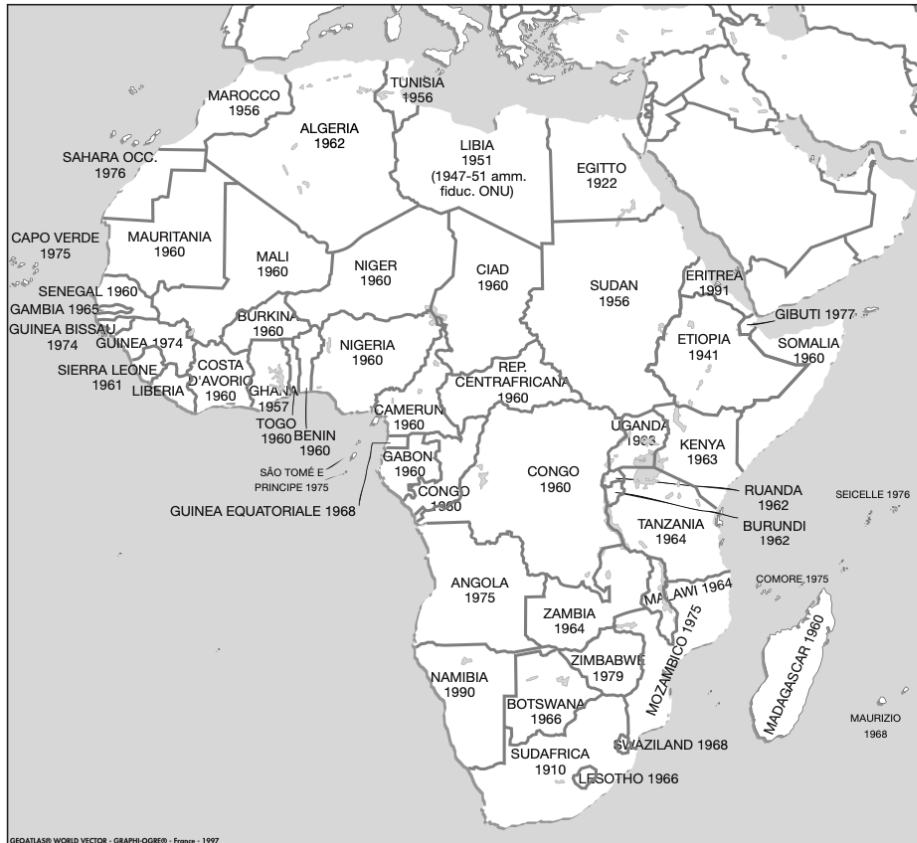 TUNISIA
1956
MAROCCO
1956
ALGERIA
1962
LIBIA
1951
(1947-51 amm.
fiduc. ONU)
EGITTO
1922
SAHARA OCC.
1976
CAPO VERDE
1975
MAURITANIA
1960
MALI
1960
NIGER
1960
CIAD
1960
SUDAN
1956
ERITREA
1991
SENEGAL 1960
GAMBIA 1965
GUINEA BISSAU
1974
GUINEA 1974
BURKINA
1960
NIGERIA
1960
GIBUTI 1977
ETIOPIA
1941
SOMALIA
1960
SIERRA LEONE
1961
LIBERIA
COSTA
D'AVORIO
1960
GHANA
1957
TOGO
1960
BENIN
1960
REP.
CENTRAFRICANA
1960
CAMERUN
1960
UGANDA
KENYA
1963
SÃO TOMÉ E
PRINCIPE 1975
GABON
1960
CONGO
1960
CONGO
1960
GUINEA EQUATORIALE 1968
RUANDA
1962
BURUNDI
1962
SEICELLE 1976
TANZANIA
1964
ANGOLA
1975
ZAMBIA
1964
MALAWI 1964
COMORE 1975
MOZAMBICO 1975
MADAGASCAR 1960
ZIMBABWE
1979
NAMIBIA
1990
BOTSWANA
1966
MAURIZIO
1968
SUDAFRICA
1910
SWAZILAND 1968
LESOTHO 1966
GEOATLAS® WORLD VECTOR - GRAPHI-OGRE® - France - 1997